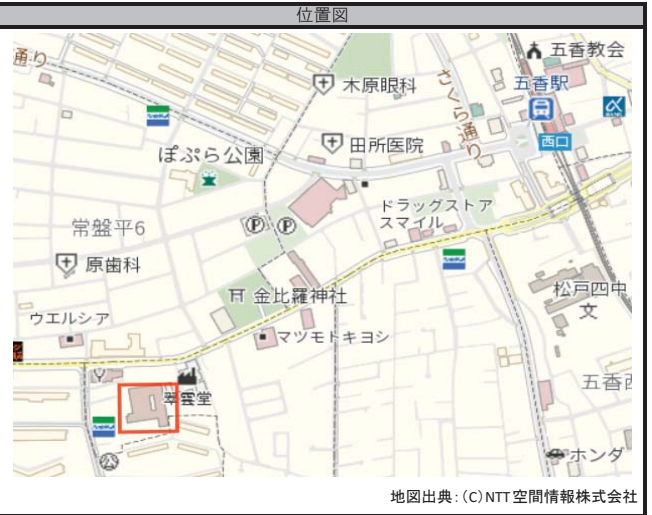 位置図
五香教会
通り
木原眼科
さくら通り
五香駅
西口
田所医院
ぽぷら公園
ドラッグストア
スマイル
常盤平6
P P
原歯科
金比羅神社
松戸四中
文
ウエルシア
マツモトキヨシ
五香西
翠雲堂
ホンダ
地図出典:(C)NTT空間情報株式会社